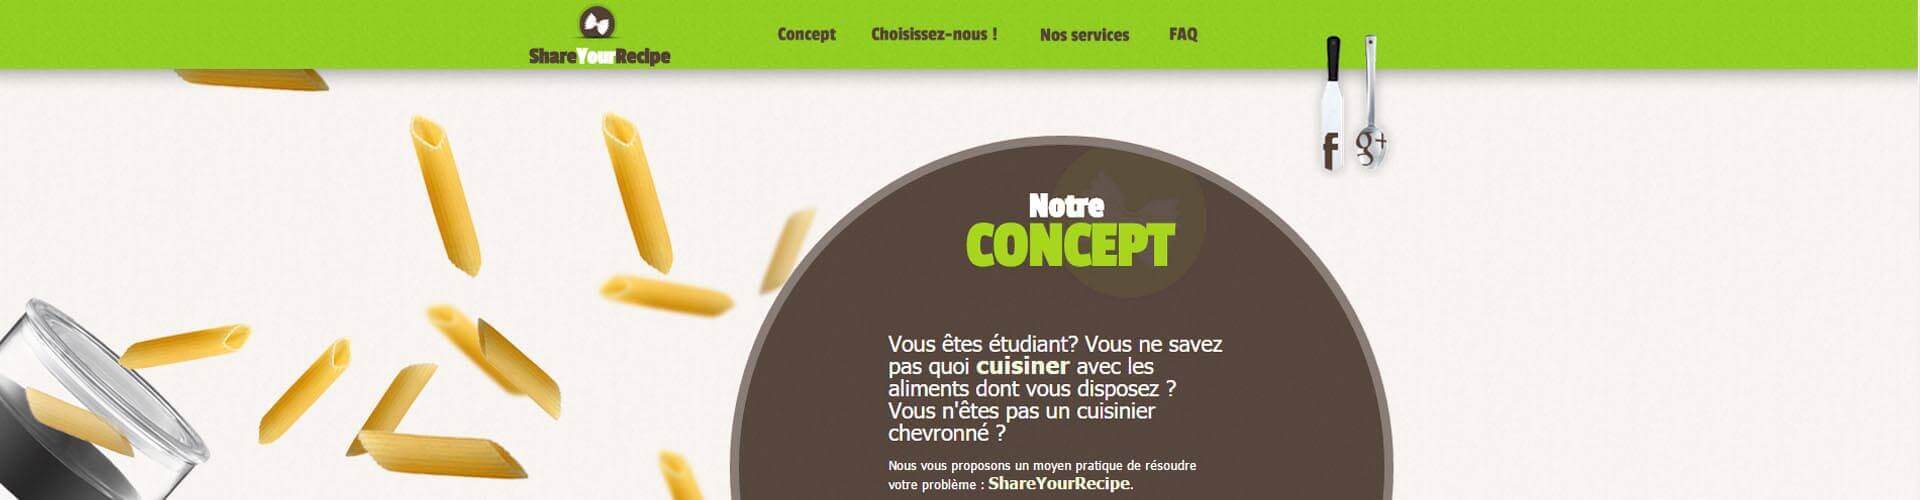 ShareYourRecipe
Concept
Choisissez-nous !
Nos services
FAQ
f
g+
Notre
CONCEPT
Vous êtes étudiant? Vous ne savez
pas quoi cuisiner avec les
aliments dont vous disposez ?
Vous n'êtes pas un cuisinier
chevronné ?
Nous vous proposons un moyen pratique de résoudre
votre problème : ShareYourRecipe.